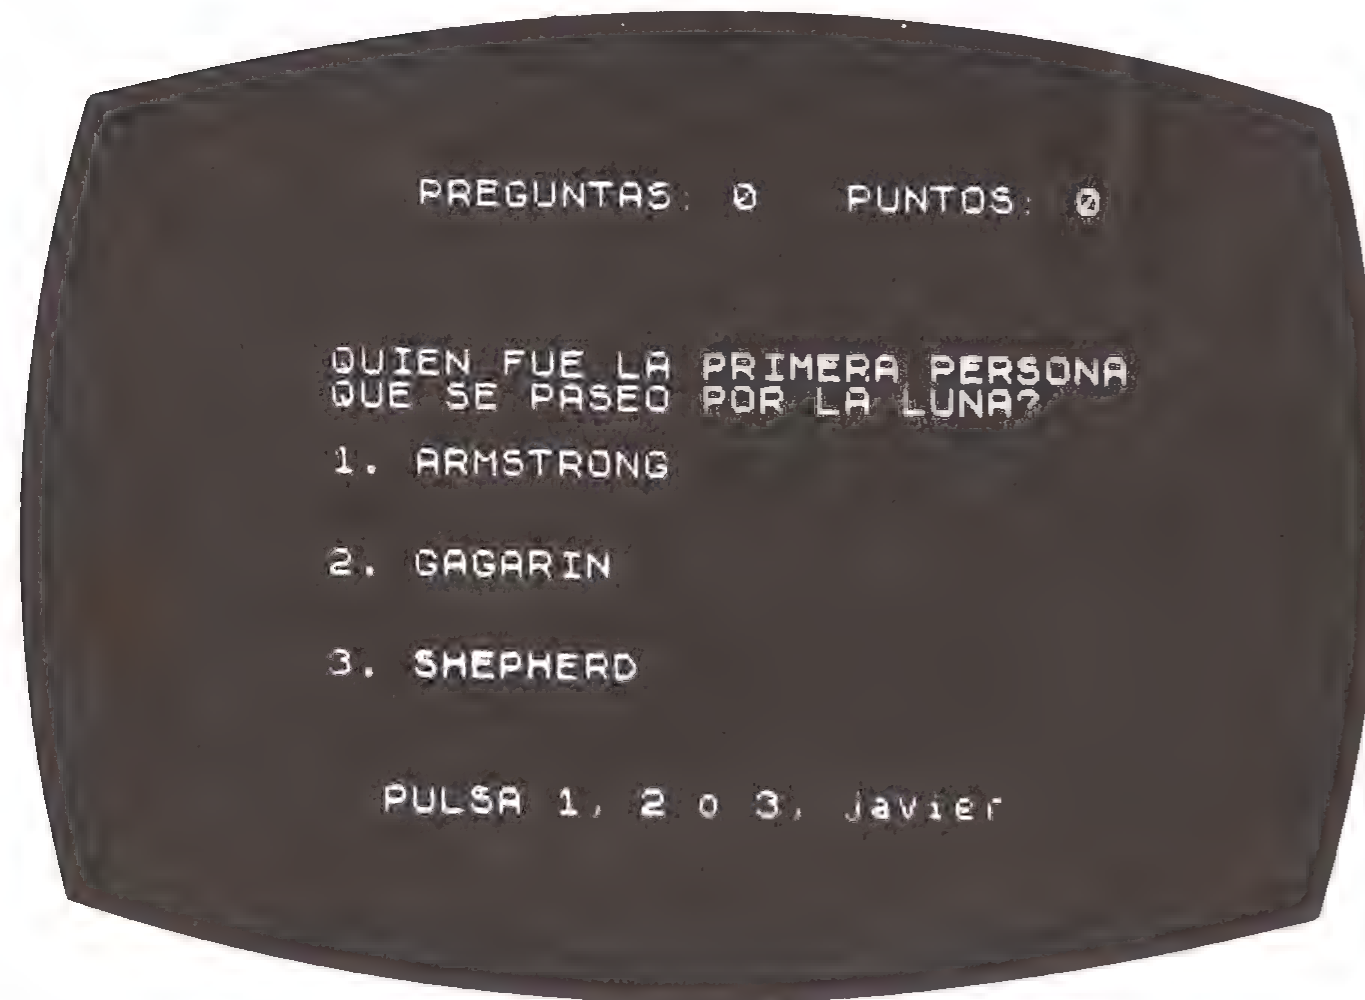 PREGUNTAS: 0 PUNTOS: 0
QUIEN FUE LA PRIMERA PERSONA
QUE SE PASEO POR LA LUNA?
1. ARMSTRONG
2. GAGARIN
3. SHEPHERD
PULSA 1, 2 o 3, Javier